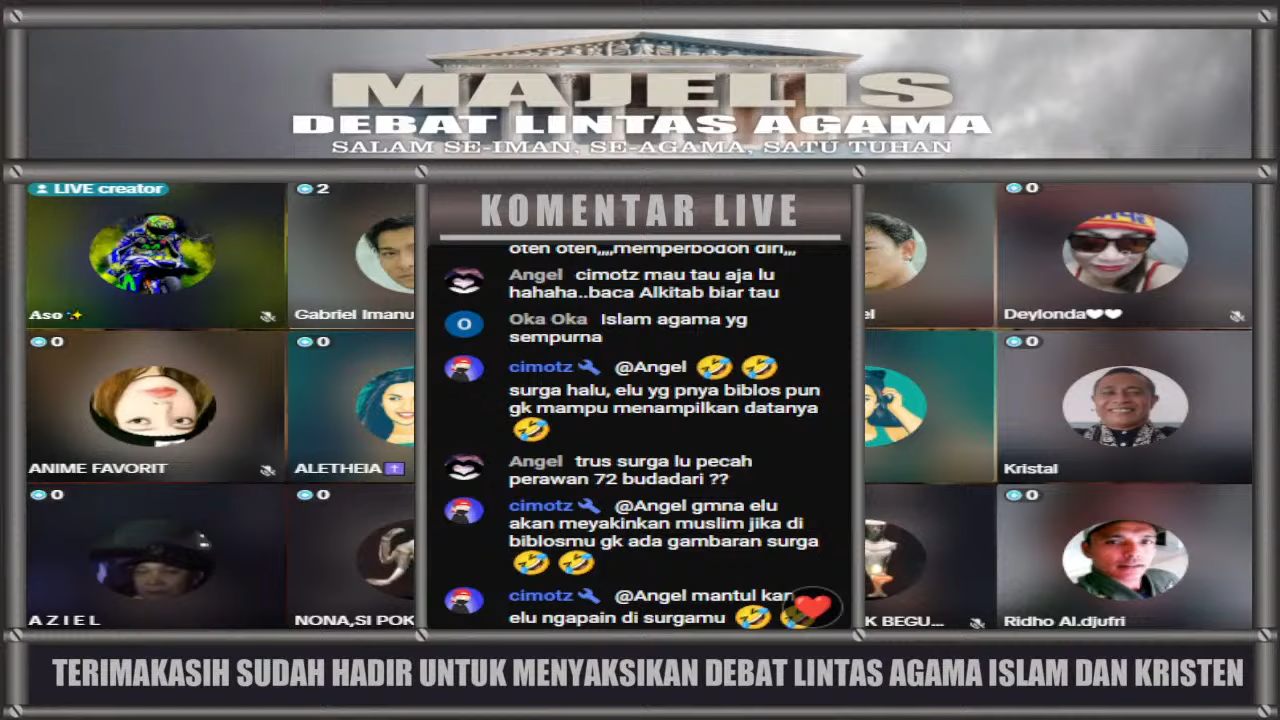 MAJELIS
DEBAT LINTAS AGAMA
SALAM SE-IMAN, SE-AGAMA, SATU TUHAN
LIVE creator
2
0
KOMENTAR LIVE
Aso
Gabriel Imanu
el
Deylonda
oten oten,,,,memperbodoh diri,,,
Angel cimotz mau tau aja lu
hahaha..baca Alkitab biar tau
O
Oka Oka Islam agama yg
sempurna
cimotz @Angel 🤣 🤣
surga halu, elu yg pnya biblos pun
gk mampu menampilkan datanya
🤣
Angel trus surga lu pecah
perawan 72 budadari ??
cimotz @Angel gmna elu
akan meyakinkan muslim jika di
biblosmu gk ada gambaran surga
🤣 🤣
cimotz @Angel mantul kan
elu ngapain di surgamu 🤣 🤣
0
0
0
ANIME FAVORIT
ALETHEIA
Kristal
0
0
0
AZIEL
NONA,SI POK
K BEGU...
Ridho Al.djufri
TERIMAKASIH SUDAH HADIR UNTUK MENYAKSIKAN DEBAT LINTAS AGAMA ISLAM DAN KRISTEN